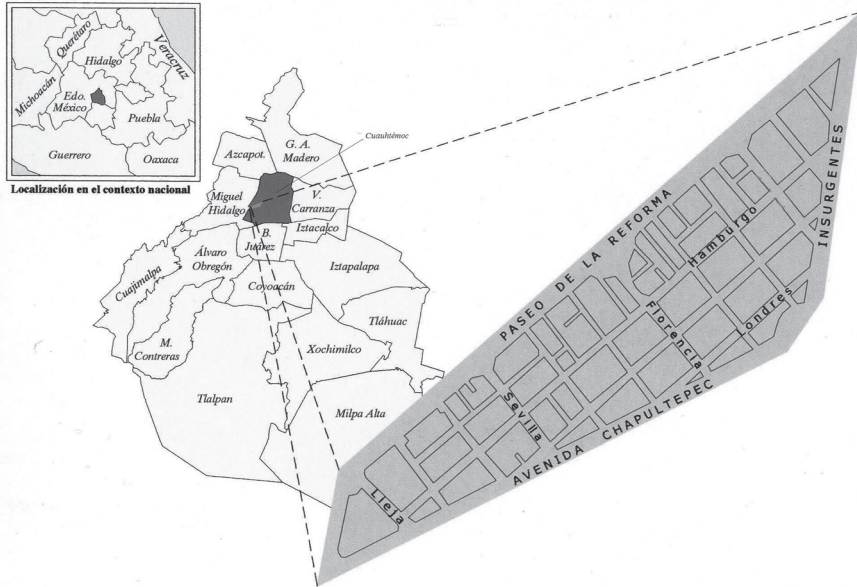 Querétaro
Veracruz
Hidalgo
Michoacán
Edo.
México
Puebla
Guerrero
Oaxaca
Localización en el contexto nacional
Cuauhtémoc
G. A.
Madero
Azcapot.
Miguel
Hidalgo
V.
Carranza
Iztacalco
B.
Juárez
Álvaro
Obregón
Cuajimalpa
Iztapalapa
Coyoacán
Tláhuac
M.
Contreras
Xochimilco
Tlalpan
Milpa Alta
PASEO DE LA REFORMA
INSURGENTES
Hamburgo
Florencia
Londres
Sevilla
AVENIDA CHAPULTEPEC
Lieja